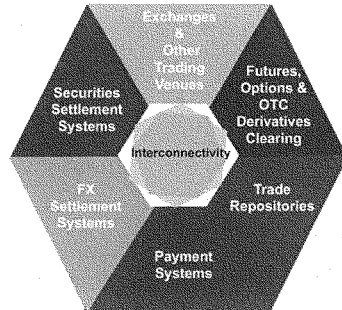 Exchanges
&
Other
Trading
Venues
Futures,
Options &
OTC
Derivatives
Clearing
Securities
Settlement
Systems
Interconnectivity
FX
Settlement
Systems
Trade
Repositories
Payment
Systems